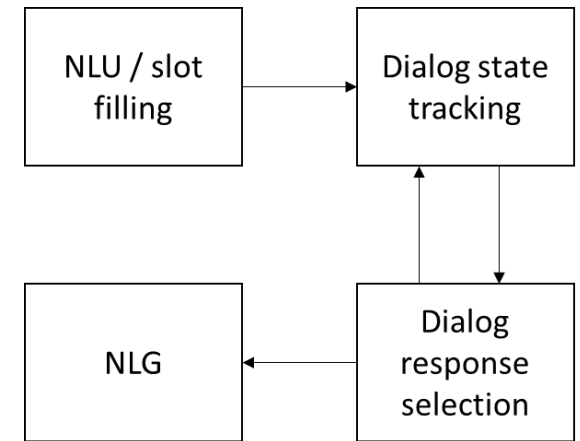 NLU / slot
filling
Dialog state
tracking
NLG
Dialog
response
selection